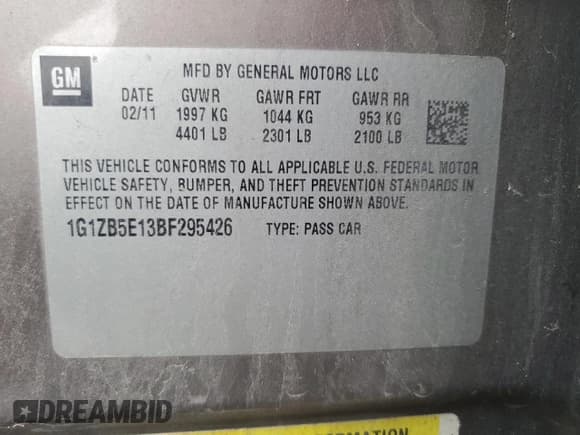 GM ® MFD BY GENERAL MOTORS LLC
DATE GVWR GAWR FRT GAWR RR
02/11 1997 KG 1044 KG 953 KG
4401 LB 2301 LB 2100 LB
THIS VEHICLE CONFORMS TO ALL APPLICABLE U.S. FEDERAL MOTOR
VEHICLE SAFETY, BUMPER, AND THEFT PREVENTION STANDARDS IN
EFFECT ON THE DATE OF MANUFACTURE SHOWN ABOVE.
1G1ZB5E13BF295426 TYPE: PASS CAR
DREAMBID
INFORMATION